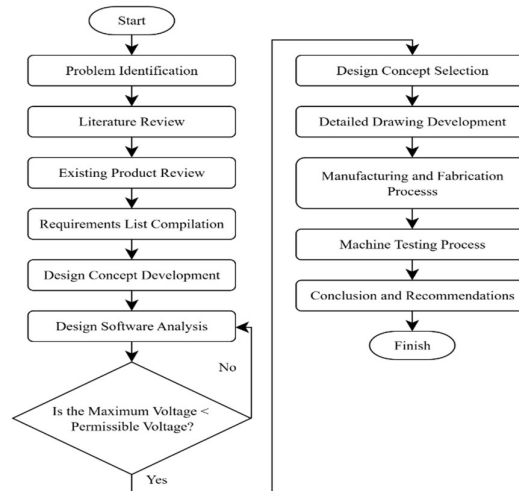 Start
Problem Identification
Literature Review
Existing Product Review
Requirements List Compilation
Design Concept Development
Design Software Analysis
No
Is the Maximum Voltage <
Permissible Voltage?
Yes
Design Concept Selection
Detailed Drawing Development
Manufacturing and Fabrication
Processs
Machine Testing Process
Conclusion and Recommendations
Finish